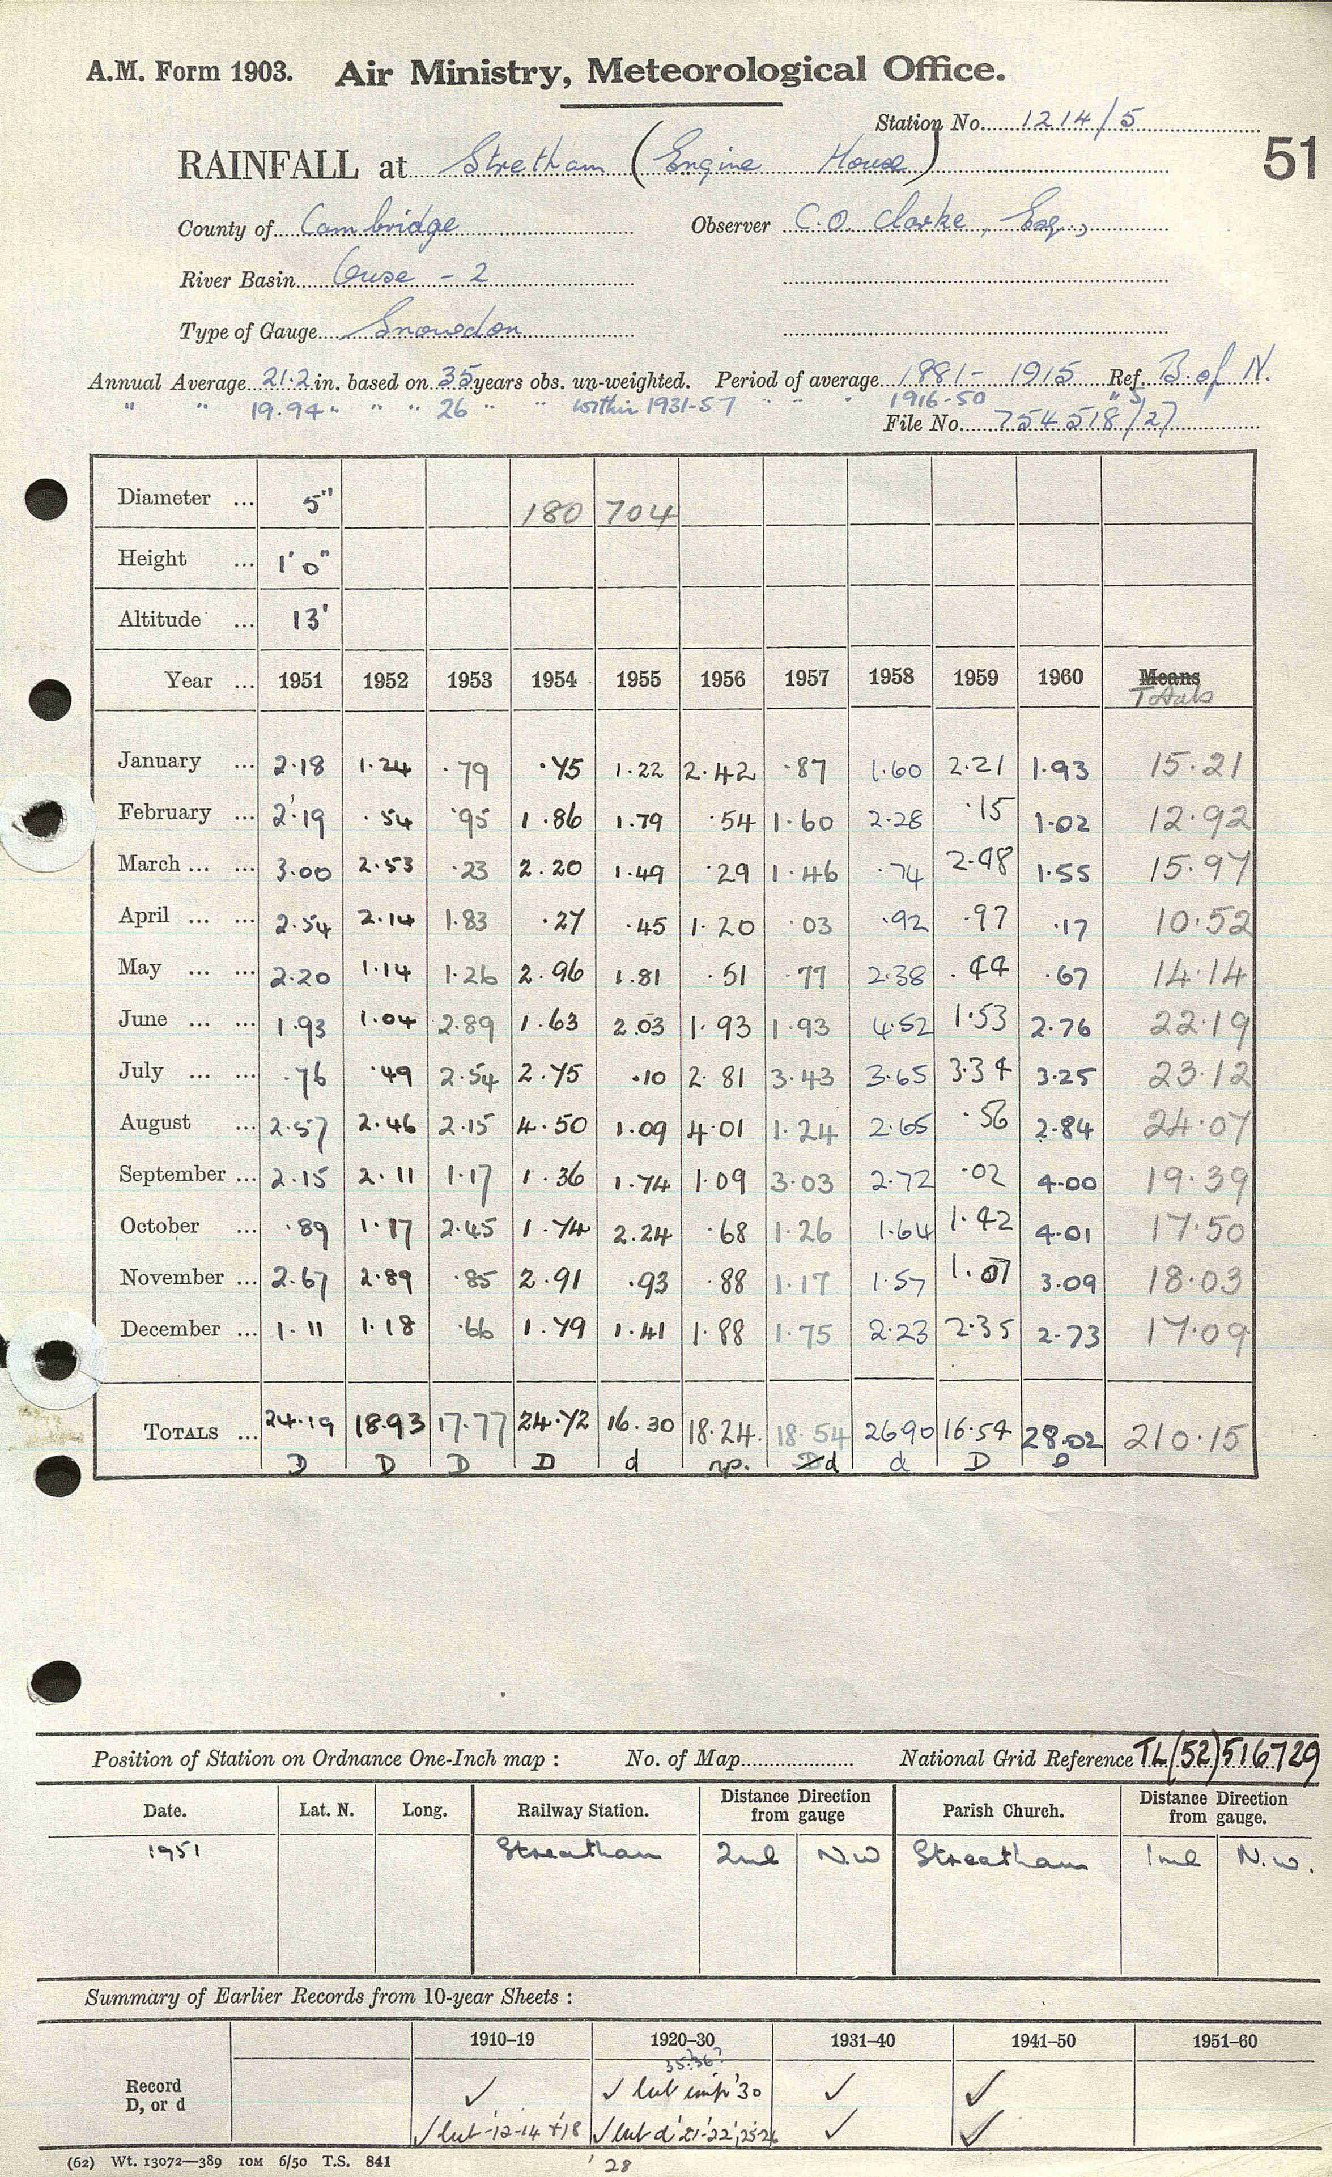 A.M. Form 1903. Air Ministry, Meteorological Office.
Station No. 1214/5
RAINFALL at Stretham (Engine House)
51
County of Cambridge Observer C.O. Clarke, Esq.,
River Basin Ouse - 2
Type of Gauge Snowdon
Annual Average 21.2 in. based on 35 years obs. un-weighted. Period of average 1881 - 1915 Ref. B. of N.
" " 19.94 " " " 26 " " within 1931-57 " " " 1916-50 "
File No. 754518/27
Diameter ... 5" 180 704
Height ... 1' 0"
Altitude ... 13'
Year ... 1951 1952 1953 1954 1955 1956 1957 1958 1959 1960 Means
Totals
January ... 2.18 1.24 .79 .75 1.22 2.42 .87 1.60 2.21 1.93 15.21
February ... 2.19 .54 .95 1.86 1.79 .54 1.60 2.28 .15 1.02 12.92
March ... ... 3.00 2.53 .23 2.20 1.49 .29 1.46 .74 2.48 1.55 15.97
April ... ... 2.54 2.14 1.83 .27 .45 1.20 .03 .92 .97 .17 10.52
May ... ... 2.20 1.14 1.26 2.96 1.81 .51 .77 2.38 .44 .67 14.14
June ... ... 1.93 1.04 2.89 1.63 2.03 1.93 1.93 4.52 1.53 2.76 22.19
July ... ... .76 .49 2.54 2.75 .10 2.81 3.43 3.65 3.34 3.25 23.12
August ... 2.57 2.46 2.15 4.50 1.09 4.01 1.24 2.65 .56 2.84 24.07
September ... 2.15 2.11 1.17 1.36 1.74 1.09 3.03 2.72 .02 4.00 19.39
October ... .89 1.17 2.45 1.74 2.24 .68 1.26 1.64 1.42 4.01 17.50
November ... 2.67 2.89 .85 2.91 .93 .88 1.17 1.57 1.07 3.09 18.03
December ... 1.11 1.18 .66 1.79 1.41 1.88 1.75 2.23 2.35 2.73 17.09
TOTALS ... 24.19 18.93 17.77 24.72 16.30 18.24 18.54 26.90 16.54 28.02 210.15
D D D D d np. d d D D
Position of Station on Ordnance One-Inch map : No. of Map National Grid Reference TL(52)516729
Date. Lat. N. Long. Railway Station. Distance Direction from gauge Parish Church. Distance Direction from gauge.
1951 Streatham 2ml N.W Streatham 1ml N.W.
Summary of Earlier Records from 10-year Sheets :
1910–19 1920–30 1931–40 1941–50 1951–60
35.36?
Record ✓ ✓ but imp '30 ✓ ✓
D, or d ✓ but '12-14 +18 ✓ but d '21-22, 25-26 ✓ ✓
'28
(62) Wt. 13072—389 10M 6/50 T.S. 841